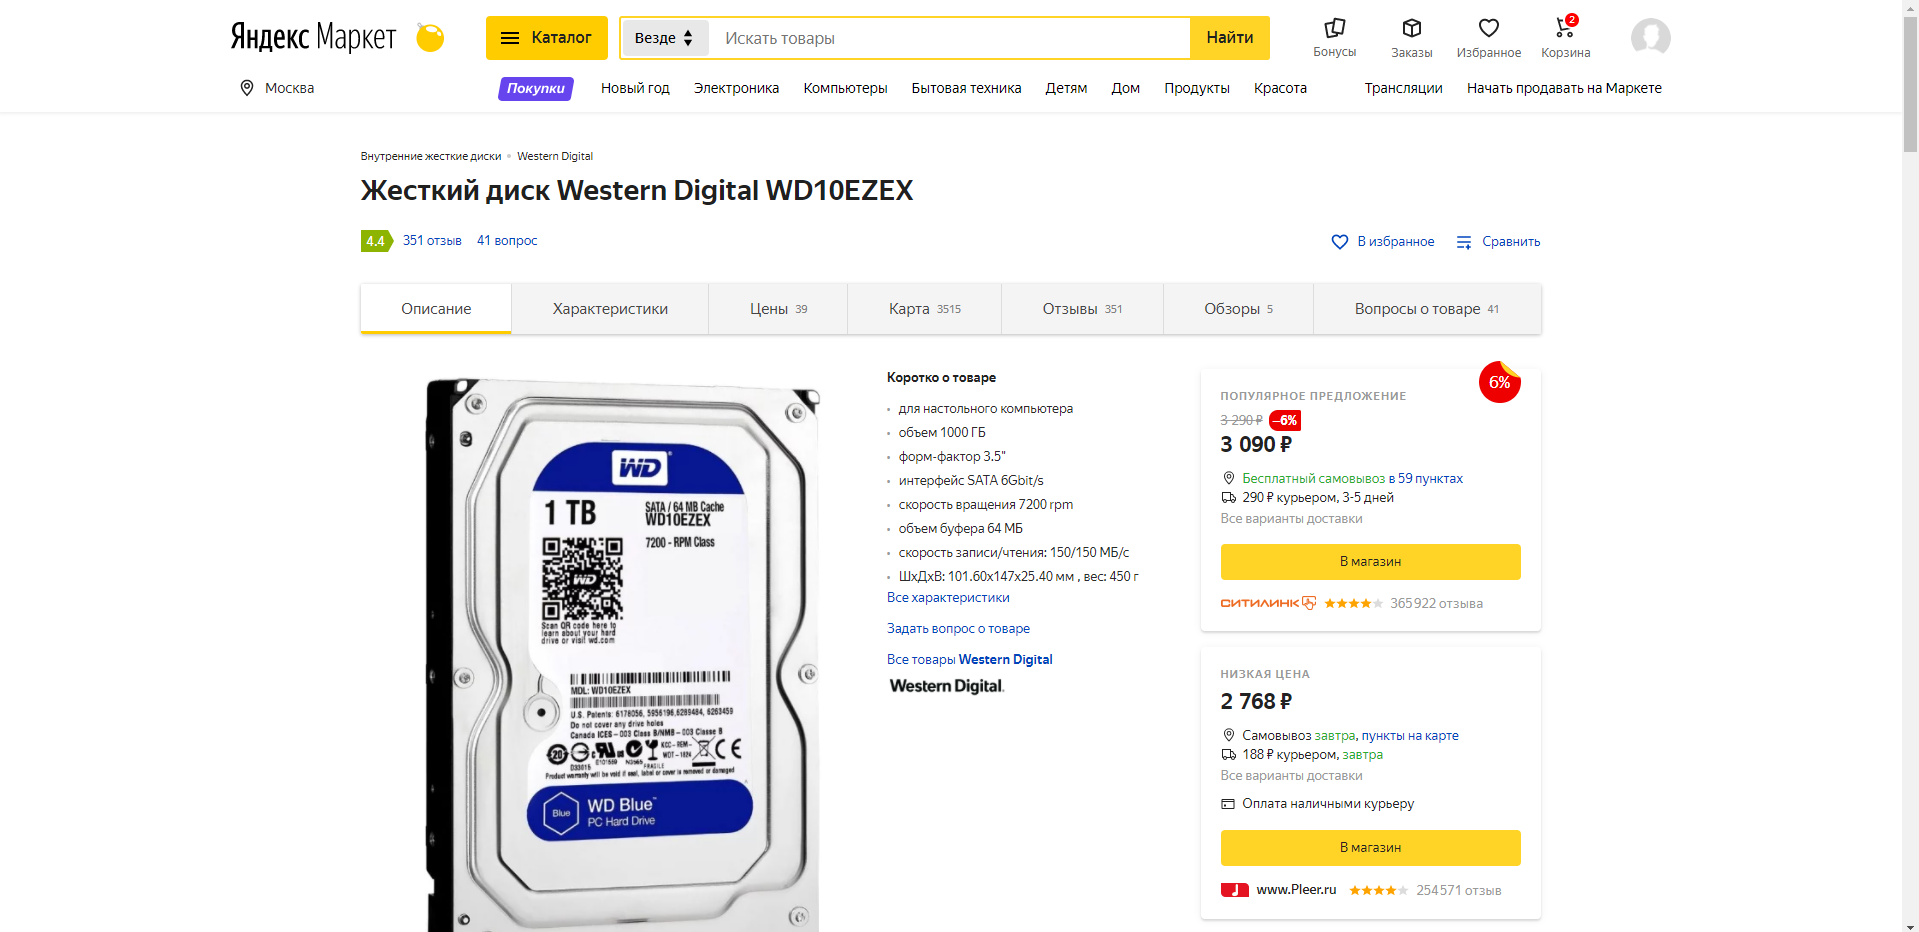 Яндекс Маркет
Каталог
Везде
Искать товары
Найти
Бонусы
Заказы
Избранное
2
Корзина
Москва
Покупки
Новый год
Электроника
Компьютеры
Бытовая техника
Детям
Дом
Продукты
Красота
Трансляции
Начать продавать на Маркете
Внутренние жесткие диски • Western Digital
Жесткий диск Western Digital WD10EZEX
4.4 351 отзыв 41 вопрос
В избранное
Сравнить
Описание
Характеристики
Цены 39
Карта 3515
Отзывы 351
Обзоры 5
Вопросы о товаре 41
WD
1 TB
SATA / 64 MB Cache
WD10EZEX
7200 - RPM Class
WD
Scan QR code here to
learn about your hard
drive or visit wd.com
MDL: WD10EZEX
U.S. Patents: 6178056, 5956196,6289484, 6263459
Do not cover any drive holes
Canada ICES - 003 Class B/NMB - 003 Classe B
FRAGILE
Product warranty will be void if seal, label or cover is removed or damaged
Blue
WD Blue™
PC Hard Drive
Коротко о товаре
для настольного компьютера
объем 1000 ГБ
форм-фактор 3.5"
интерфейс SATA 6Gbit/s
скорость вращения 7200 rpm
объем буфера 64 МБ
скорость записи/чтения: 150/150 МБ/с
ШxДxВ: 101.60x147x25.40 мм , вес: 450 г
Все характеристики
Задать вопрос о товаре
Все товары Western Digital
Western Digital.
6%
ПОПУЛЯРНОЕ ПРЕДЛОЖЕНИЕ
3 290 ₽ –6%
3 090 ₽
Бесплатный самовывоз в 59 пунктах
290 ₽ курьером, 3-5 дней
Все варианты доставки
В магазин
СИТИЛИНК 365 922 отзыва
НИЗКАЯ ЦЕНА
2 768 ₽
Самовывоз завтра, пункты на карте
188 ₽ курьером, завтра
Все варианты доставки
Оплата наличными курьеру
В магазин
www.Pleer.ru 254 571 отзыв